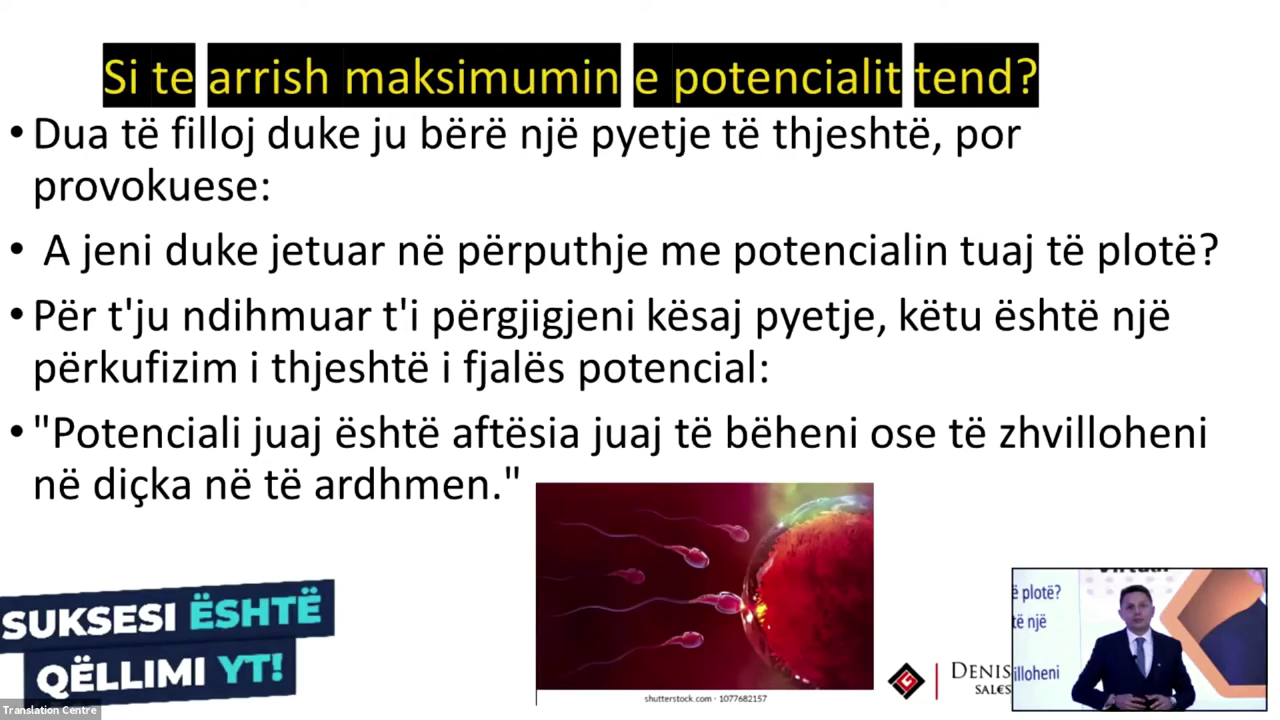 Si te arrish maksimumin e potencialit tend?
• Dua të filloj duke ju bërë një pyetje të thjeshtë, por
provokuese:
• A jeni duke jetuar në përputhje me potencialin tuaj të plotë?
• Për t'ju ndihmuar t'i përgjigjeni kësaj pyetje, këtu është një
përkufizim i thjeshtë i fjalës potencial:
• "Potenciali juaj është aftësia juaj të bëheni ose të zhvilloheni
në diçka në të ardhmen."
SUKSESI ËSHTË
QËLLIMI YT!
Translation Centre
shutterstock.com · 1077682157
DENIS
SALES
ë plotë?
të një
illoheni